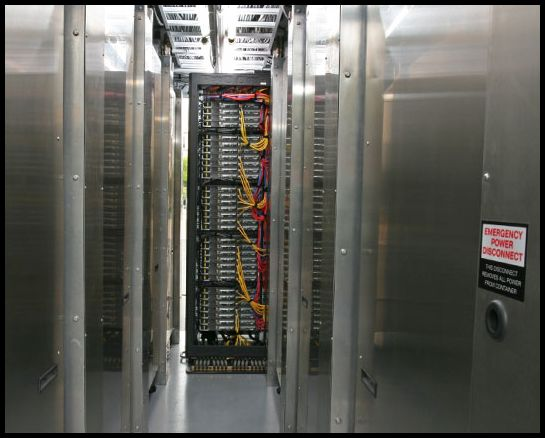 EMERGENCY
POWER
DISCONNECT
THIS DISCONNECT
REMOVES ALL POWER
FROM CONTAINER